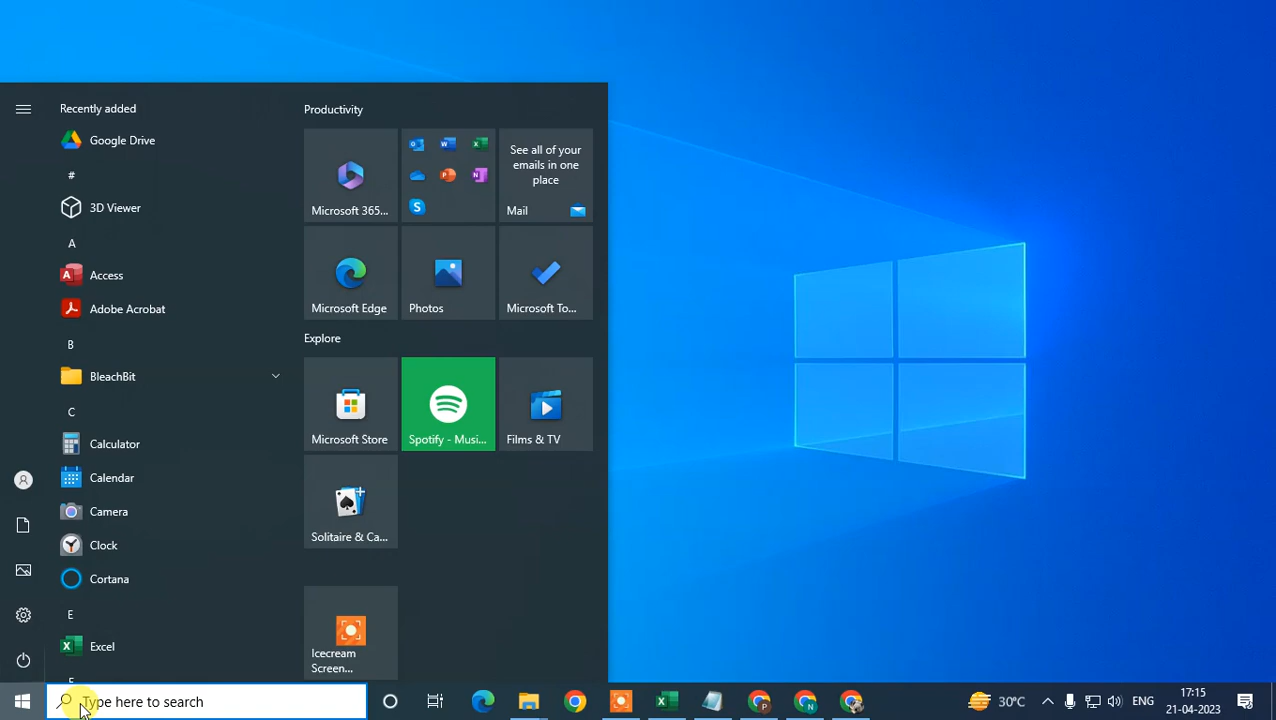 Recently added
Google Drive
#
3D Viewer
A
Access
Adobe Acrobat
B
BleachBit
C
Calculator
Calendar
Camera
Clock
Cortana
E
Excel
F
Productivity
Microsoft 365...
See all of your
emails in one
place
Mail
Microsoft Edge
Photos
Microsoft To...
Explore
Microsoft Store
Spotify - Musi...
Films & TV
Solitaire & Ca...
Icecream
Screen...
Type here to search
30°C
ENG
17:15
21-04-2023